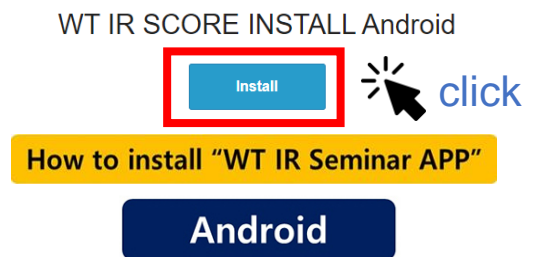 WT IR SCORE INSTALL Android
Install
click
How to install “WT IR Seminar APP”
Android